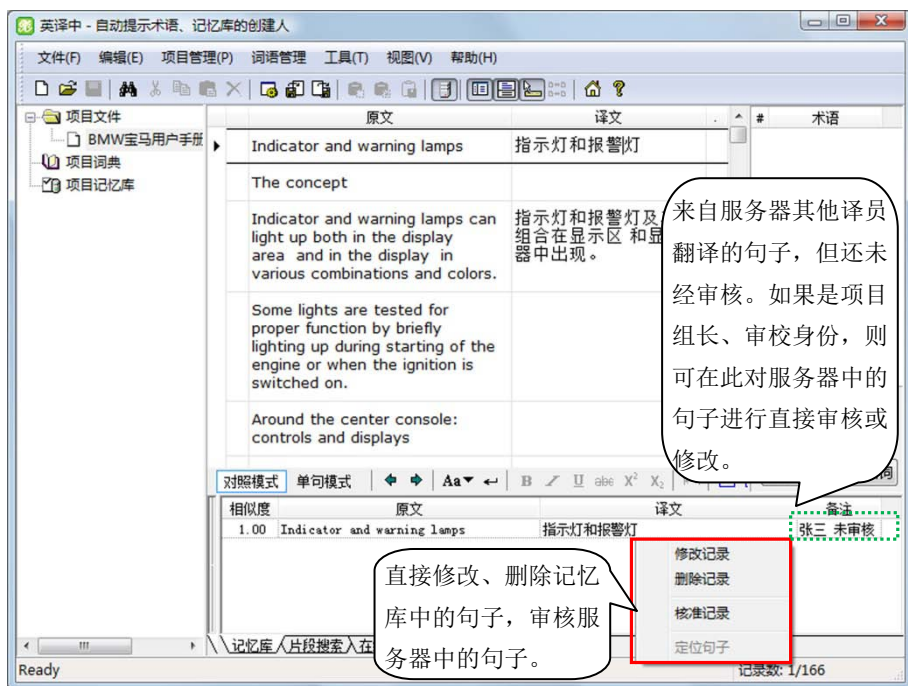 英译中 - 自动提示术语、记忆库的创建人
文件(F) 编辑(E) 项目管理(P) 词语管理 工具(T) 视图(V) 帮助(H)
项目文件
BMW宝马用户手册
项目词典
项目记忆库
原文 译文 .
# 术语
Indicator and warning lamps 指示灯和报警灯
The concept
Indicator and warning lamps can
light up both in the display
area and in the display in
various combinations and colors.
指示灯和报警灯及
组合在显示区 和显
器中出现。
Some lights are tested for
proper function by briefly
lighting up during starting of the
engine or when the ignition is
switched on.
Around the center console:
controls and displays
来自服务器其他译员
翻译的句子，但还未
经审核。如果是项目
组长、审校身份，则
可在此对服务器中的
句子进行直接审核或
修改。
对照模式 单句模式 Aa B I U abc X² X₂ 词
相似度 原文 译文 备注
1.00 Indicator and warning lamps 指示灯和报警灯 张三 未审核
修改记录
删除记录
核准记录
定位句子
直接修改、删除记忆
库中的句子，审核服
务器中的句子。
记忆库 片段搜索 在
Ready 记录数: 1/166